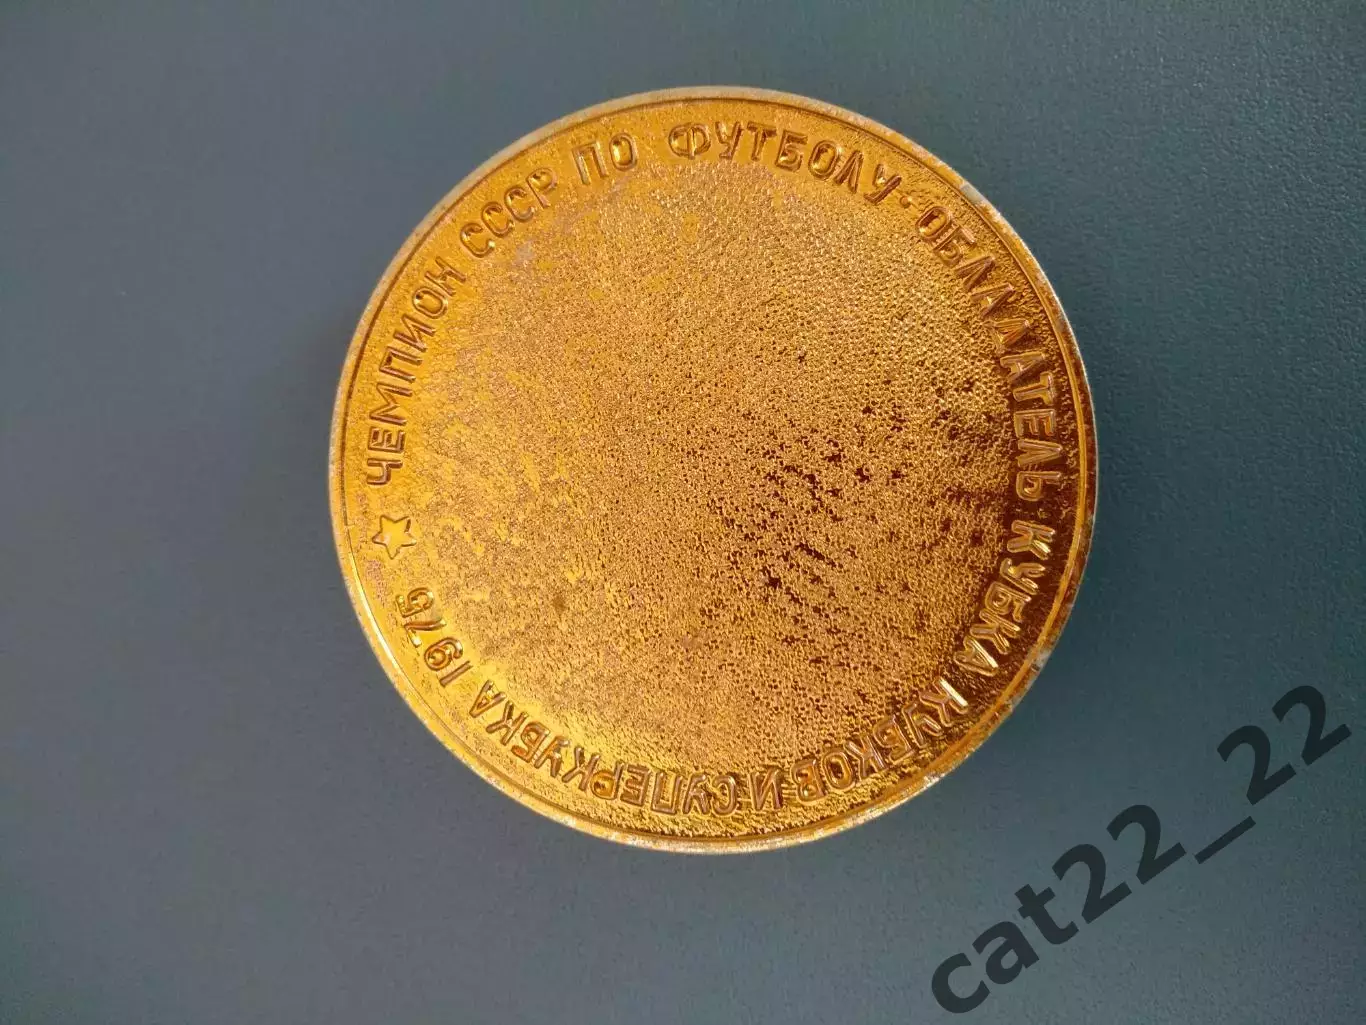 ★ ЧЕМПИОН СССР ПО ФУТБОЛУ · ОБЛАДАТЕЛЬ КУБКА КУБКОВ И СУПЕРКУБКА 1975
cat22_22